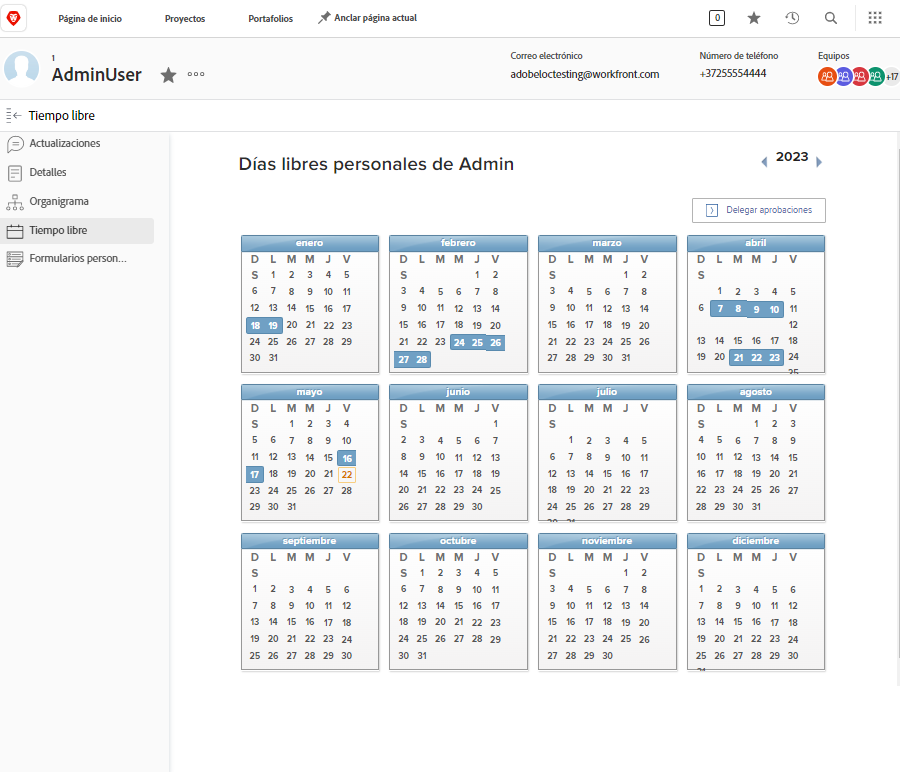 Página de inicio
Proyectos
Portafolios
Anclar página actual
0
1
AdminUser
Correo electrónico
adobeloctesting@workfront.com
Número de teléfono
+37255554444
Equipos
+17
Tiempo libre
Actualizaciones
Detalles
Organigrama
Tiempo libre
Formularios person...
Días libres personales de Admin
2023
Delegar aprobaciones
enero
D L M M J V
S 1 2 3 4 5
6 7 8 9 10 11
12 13 14 15 16 17
18 19 20 21 22 23
24 25 26 27 28 29
30 31
febrero
D L M M J V
S 1 2
3 4 5 6 7 8
9 10 11 12 13 14
15 16 17 18 19 20
21 22 23 24 25 26
27 28
marzo
D L M M J V
S 1 2
3 4 5 6 7 8
9 10 11 12 13 14
15 16 17 18 19 20
21 22 23 24 25 26
27 28 29 30 31
abril
D L M M J V
S
1 2 3 4 5
6 7 8 9 10 11
12
13 14 15 16 17 18
19 20 21 22 23 24
25
mayo
D L M M J V
S 1 2 3 4
5 6 7 8 9 10
11 12 13 14 15 16
17 18 19 20 21 22
23 24 25 26 27 28
29 30 31
junio
D L M M J V
S 1
2 3 4 5 6 7
8 9 10 11 12 13
14 15 16 17 18 19
20 21 22 23 24 25
26 27 28 29 30
julio
D L M M J V
S
1 2 3 4 5
6 7 8 9 10 11
12 13 14 15 16 17
18 19 20 21 22 23
24 25 26 27 28 29
30 31
agosto
D L M M J V
S 1 2 3
4 5 6 7 8 9
10 11 12 13 14 15
16 17 18 19 20 21
22 23 24 25 26 27
28 29 30 31
septiembre
D L M M J V
S
1 2 3 4 5 6
7 8 9 10 11 12
13 14 15 16 17 18
19 20 21 22 23 24
25 26 27 28 29 30
octubre
D L M M J V
S 1 2 3 4 5
6 7 8 9 10 11
12 13 14 15 16 17
18 19 20 21 22 23
24 25 26 27 28 29
30 31
noviembre
D L M M J V
S 1 2
3 4 5 6 7 8
9 10 11 12 13 14
15 16 17 18 19 20
21 22 23 24 25 26
27 28 29 30
diciembre
D L M M J V
S
1 2 3 4 5 6
7 8 9 10 11 12
13 14 15 16 17 18
19 20 21 22 23 24
25 26 27 28 29 30
31